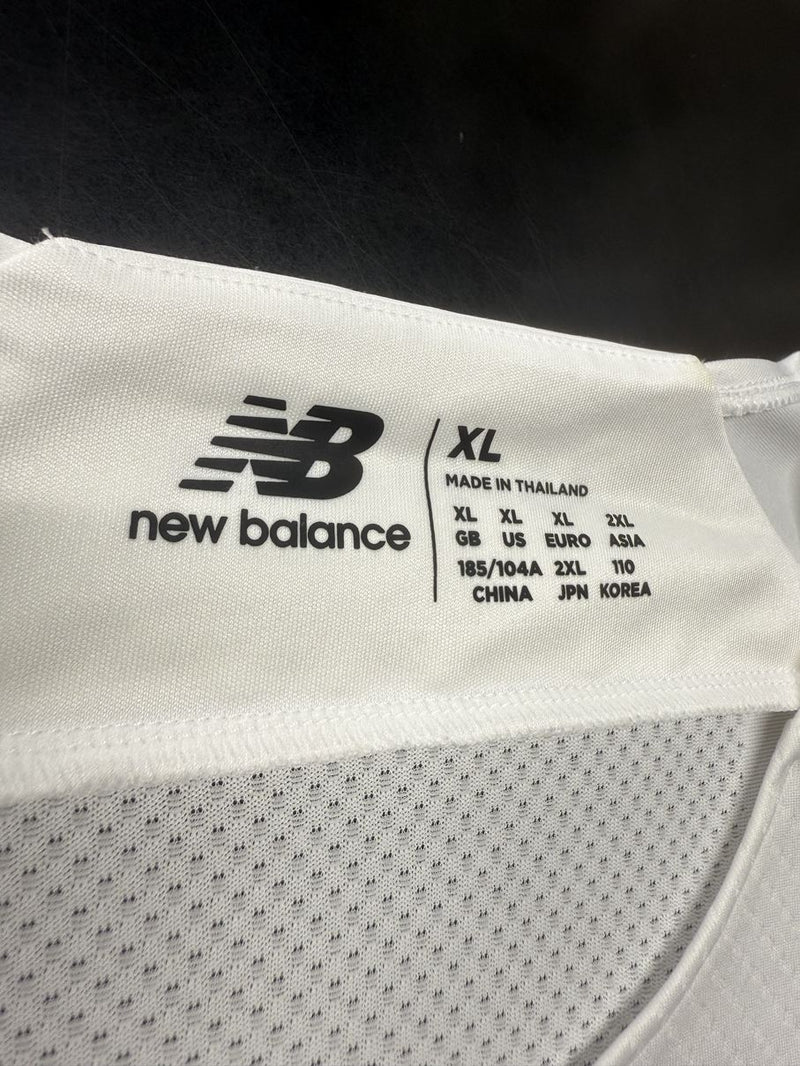 NB
new balance
XL
MADE IN THAILAND
XL XL XL 2XL
GB US EURO ASIA
185/104A 2XL 110
CHINA JPN KOREA